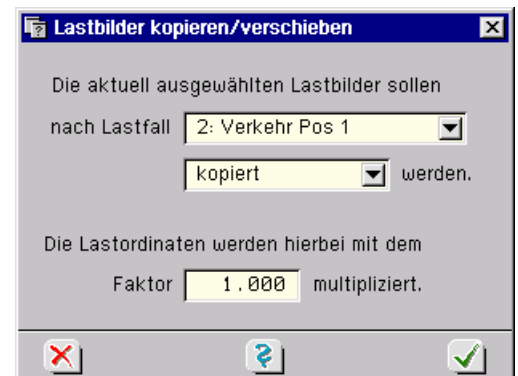 Lastbilder kopieren/verschieben
Die aktuell ausgewählten Lastbilder sollen
nach Lastfall 2: Verkehr Pos 1
kopiert werden.
Die Lastordinaten werden hierbei mit dem
Faktor 1.000 multipliziert.